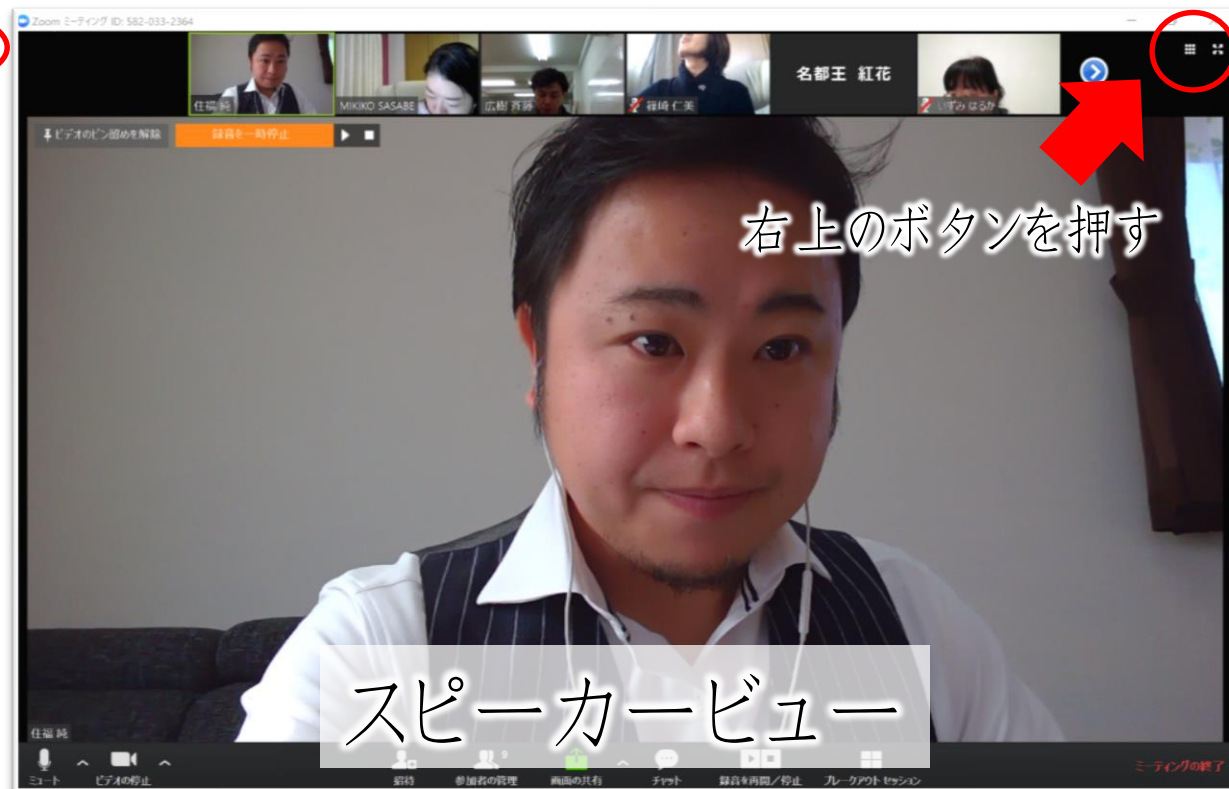 Zoom ミーティング ID: 582-033-2364
住福 純
MIKIKO SASABE
広樹 斉藤
篠崎 仁美
名都王 紅花
いずみ はるか
ビデオのピン留めを解除
録音を一時停止
右上のボタンを押す
スピーカービュー
住福 純
ミュート
ビデオの停止
招待
9
参加者の管理
画面の共有
チャット
録音を再開/停止
ブレークアウト セッション
ミーティングの終了